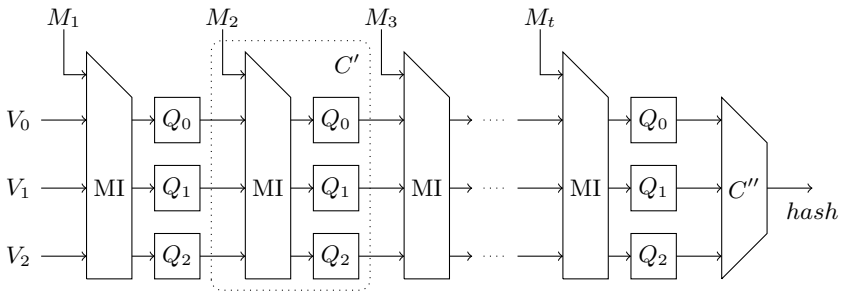 M₁ M₂ M₃ Mₜ
C′
V₀ Q₀ Q₀ ···· Q₀
V₁ MI Q₁ MI Q₁ MI ···· MI Q₁ C″
hash
V₂ Q₂ Q₂ ···· Q₂